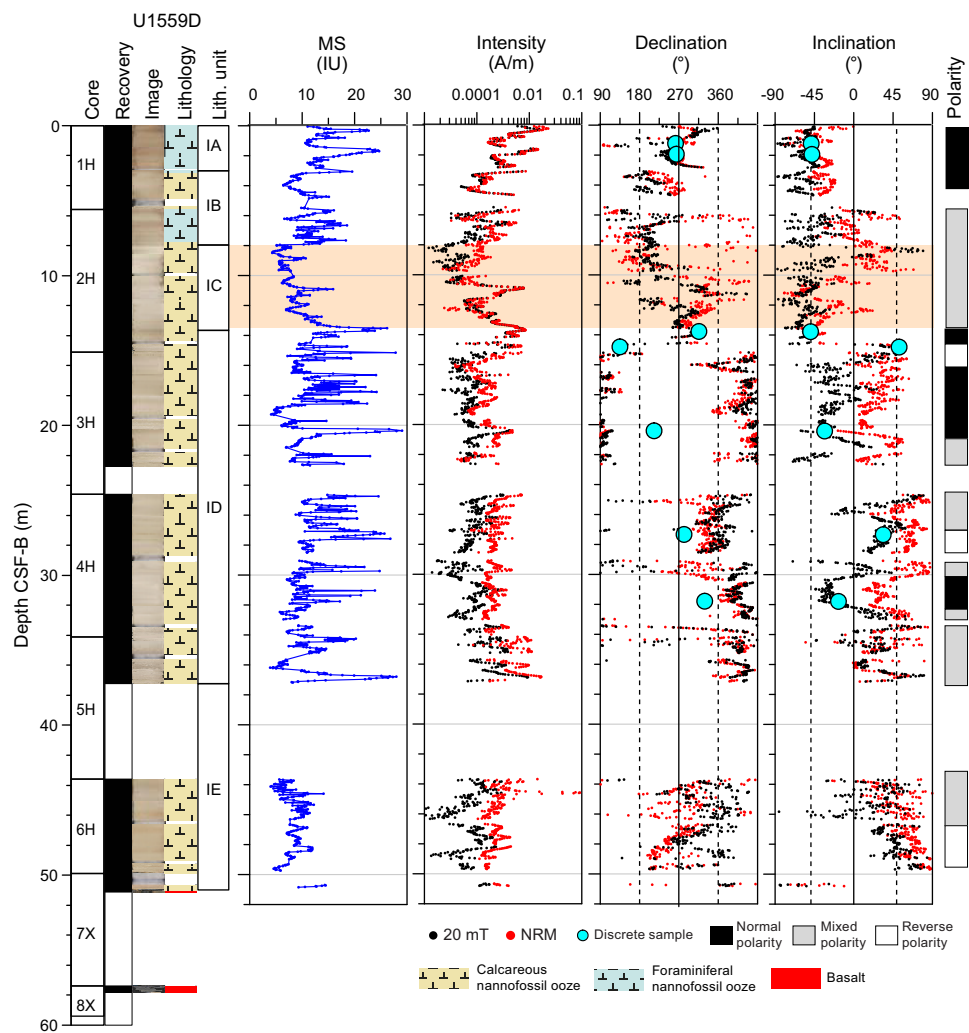 U1559D
Core
Recovery
Image
Lithology
Lith. unit
MS
(IU)
Intensity
(A/m)
Declination
(°)
Inclination
(°)
Polarity
0 10 20 30
0.0001 0.01 0.1
90 180 270 360
-90 -45 0 45 90
Depth CSF-B (m)
0
10
20
30
40
50
60
1H
2H
3H
4H
5H
6H
7X
8X
IA
IB
IC
ID
IE
20 mT
NRM
Discrete sample
Normal
polarity
Mixed
polarity
Reverse
polarity
Calcareous
nannofossil ooze
Foraminiferal
nannofossil ooze
Basalt